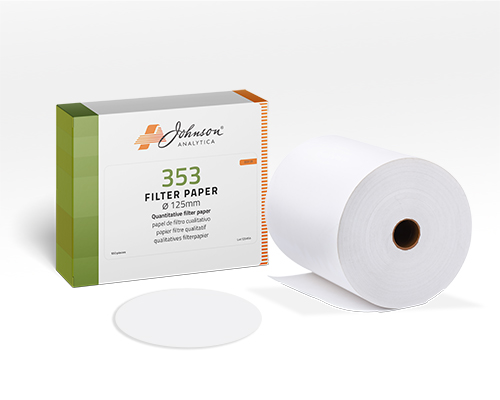 Johnson®
ANALYTICA
353
FILTER PAPER
Ø 125mm
Quantitative filter paper
papel de filtro cualitativo
papier filtre qualitatif
qualitatives filterpapier